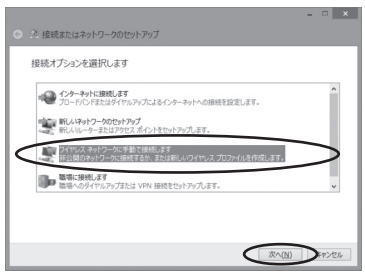 接続またはネットワークのセットアップ
接続オプションを選択します
インターネットに接続します
ブロードバンドまたはダイヤルアップによるインターネットへの接続を設定します。
新しいネットワークのセットアップ
新しいルーターまたはアクセス ポイントをセットアップします。
ワイヤレス ネットワークに手動で接続します
非公開のネットワークに接続するか、または新しいワイヤレス プロファイルを作成します。
職場に接続します
職場へのダイヤルアップまたは VPN 接続をセットアップします。
次へ(N)
キャンセル